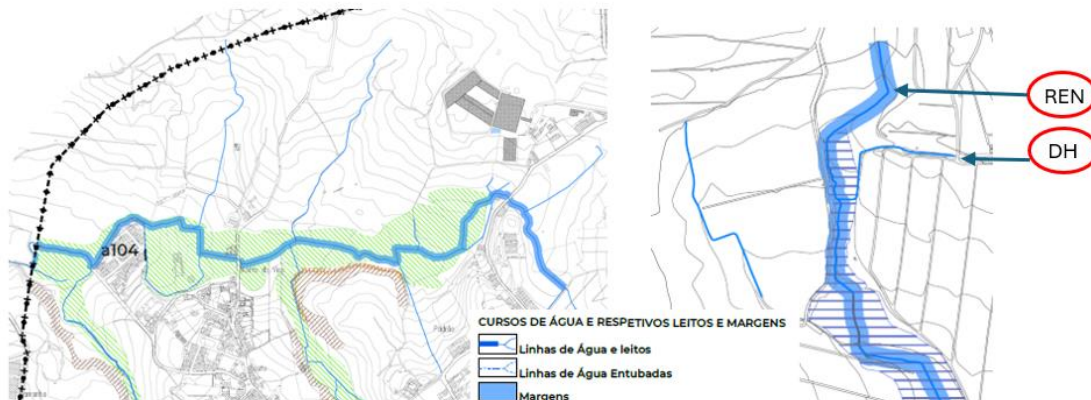 a104
CURSOS DE ÁGUA E RESPETIVOS LEITOS E MARGENS
Linhas de Água e leitos
Linhas de Água Entubadas
Margens
REN
DH